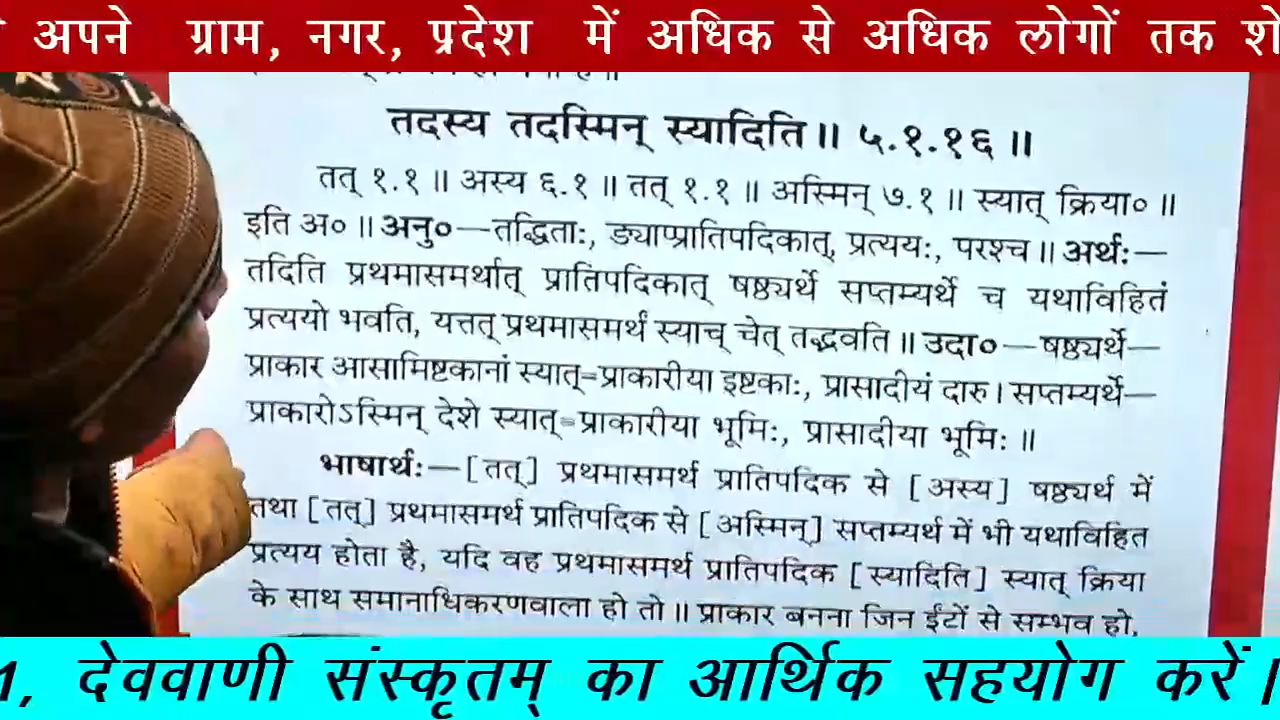 अपने ग्राम, नगर, प्रदेश में अधिक से अधिक लोगों तक
तदस्य तदस्मिन् स्यादिति॥ ५.१.१६॥
तत् १.१॥ अस्य ६.१॥ तत् १.१॥ अस्मिन् ७.१॥ स्यात् क्रिया०॥
इति अ०॥ अनु०—तद्धिताः, ङ्याप्प्रातिपदिकात्, प्रत्ययः, परश्च॥ अर्थः—
तदिति प्रथमासमर्थात् प्रातिपदिकात् षष्ठ्यर्थे सप्तम्यर्थे च यथाविहितं
प्रत्ययो भवति, यत्तत् प्रथमासमर्थं स्याच् चेत् तद्भवति॥ उदा०—षष्ठ्यर्थे—
प्राकार आसामिष्टकानां स्यात्=प्राकारीया इष्टकाः, प्रासादीयं दारु। सप्तम्यर्थे—
प्राकारोऽस्मिन् देशे स्यात्=प्राकारीया भूमिः, प्रासादीया भूमिः॥
भाषार्थः—[तत्] प्रथमासमर्थ प्रातिपदिक से [अस्य] षष्ठ्यर्थ में
तथा [तत्] प्रथमासमर्थ प्रातिपदिक से [अस्मिन्] सप्तम्यर्थ में भी यथाविहित
प्रत्यय होता है, यदि वह प्रथमासमर्थ प्रातिपदिक [स्यादिति] स्यात् क्रिया
के साथ समानाधिकरणवाला हो तो॥ प्राकार बनना जिन ईंटों से सम्भव हो,
1, देववाणी संस्कृतम् का आर्थिक सहयोग करें।